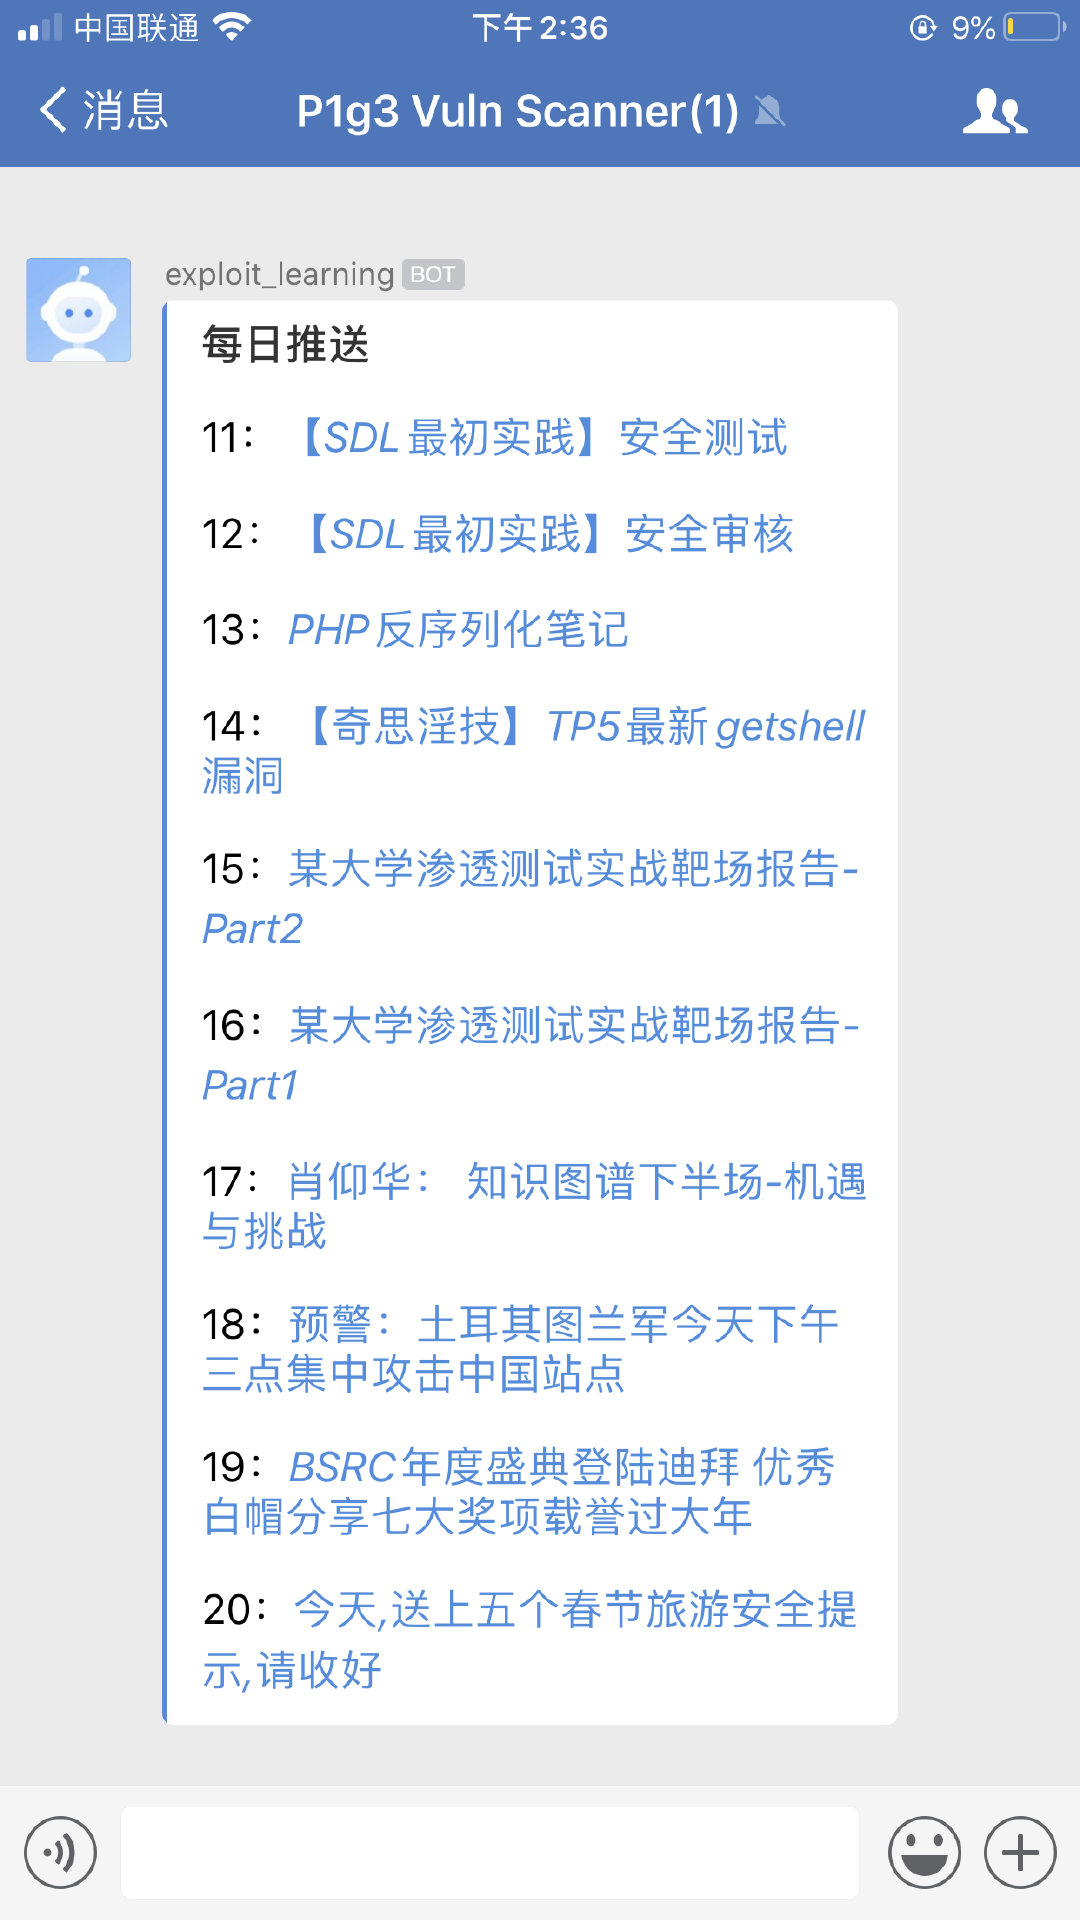 中国联通
下午2:36
9%
消息
P1g3 Vuln Scanner(1)
exploit_learning BOT
每日推送
11：【SDL最初实践】安全测试
12：【SDL最初实践】安全审核
13：PHP反序列化笔记
14：【奇思淫技】TP5最新getshell
漏洞
15：某大学渗透测试实战靶场报告-
Part2
16：某大学渗透测试实战靶场报告-
Part1
17：肖仰华： 知识图谱下半场-机遇
与挑战
18：预警：土耳其图兰军今天下午
三点集中攻击中国站点
19：BSRC年度盛典登陆迪拜 优秀
白帽分享七大奖项载誉过大年
20：今天,送上五个春节旅游安全提
示,请收好